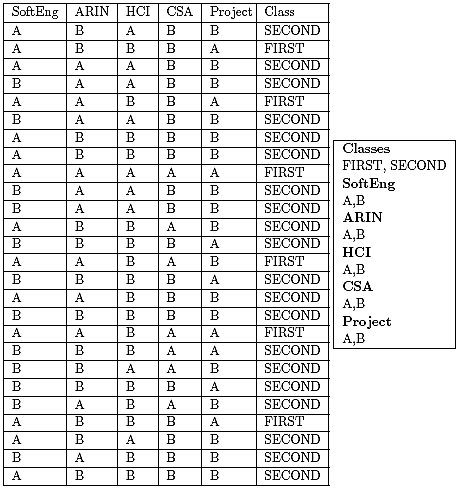 SoftEng ARIN HCI CSA Project Class
A B A B B SECOND
A B B B A FIRST
A A A B B SECOND
B A A B B SECOND
A A B B A FIRST
B A A B B SECOND
A B B B B SECOND
A B B B B SECOND
A A A A A FIRST
B A A B B SECOND
B A A B B SECOND
A B B A B SECOND
B B B B A SECOND
A A B A B FIRST
B B B B A SECOND
A A B B B SECOND
B B B B B SECOND
A A B A A FIRST
B B B A A SECOND
B B A A B SECOND
B B B B A SECOND
B A B A B SECOND
A B B B A FIRST
A B A B B SECOND
B A B B B SECOND
A B B B B SECOND
Classes
FIRST, SECOND
SoftEng
A,B
ARIN
A,B
HCI
A,B
CSA
A,B
Project
A,B